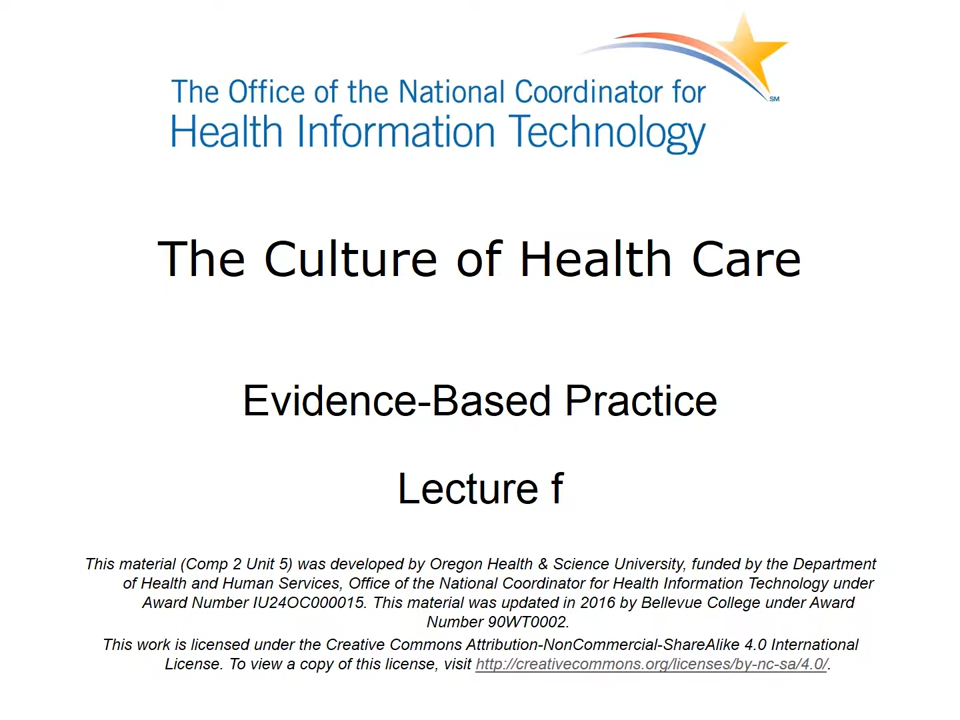 The Office of the National Coordinator for
Health Information Technology
SM
The Culture of Health Care
Evidence-Based Practice
Lecture f
This material (Comp 2 Unit 5) was developed by Oregon Health & Science University, funded by the Department
of Health and Human Services, Office of the National Coordinator for Health Information Technology under
Award Number IU24OC000015. This material was updated in 2016 by Bellevue College under Award
Number 90WT0002.
This work is licensed under the Creative Commons Attribution-NonCommercial-ShareAlike 4.0 International
License. To view a copy of this license, visit http://creativecommons.org/licenses/by-nc-sa/4.0/.